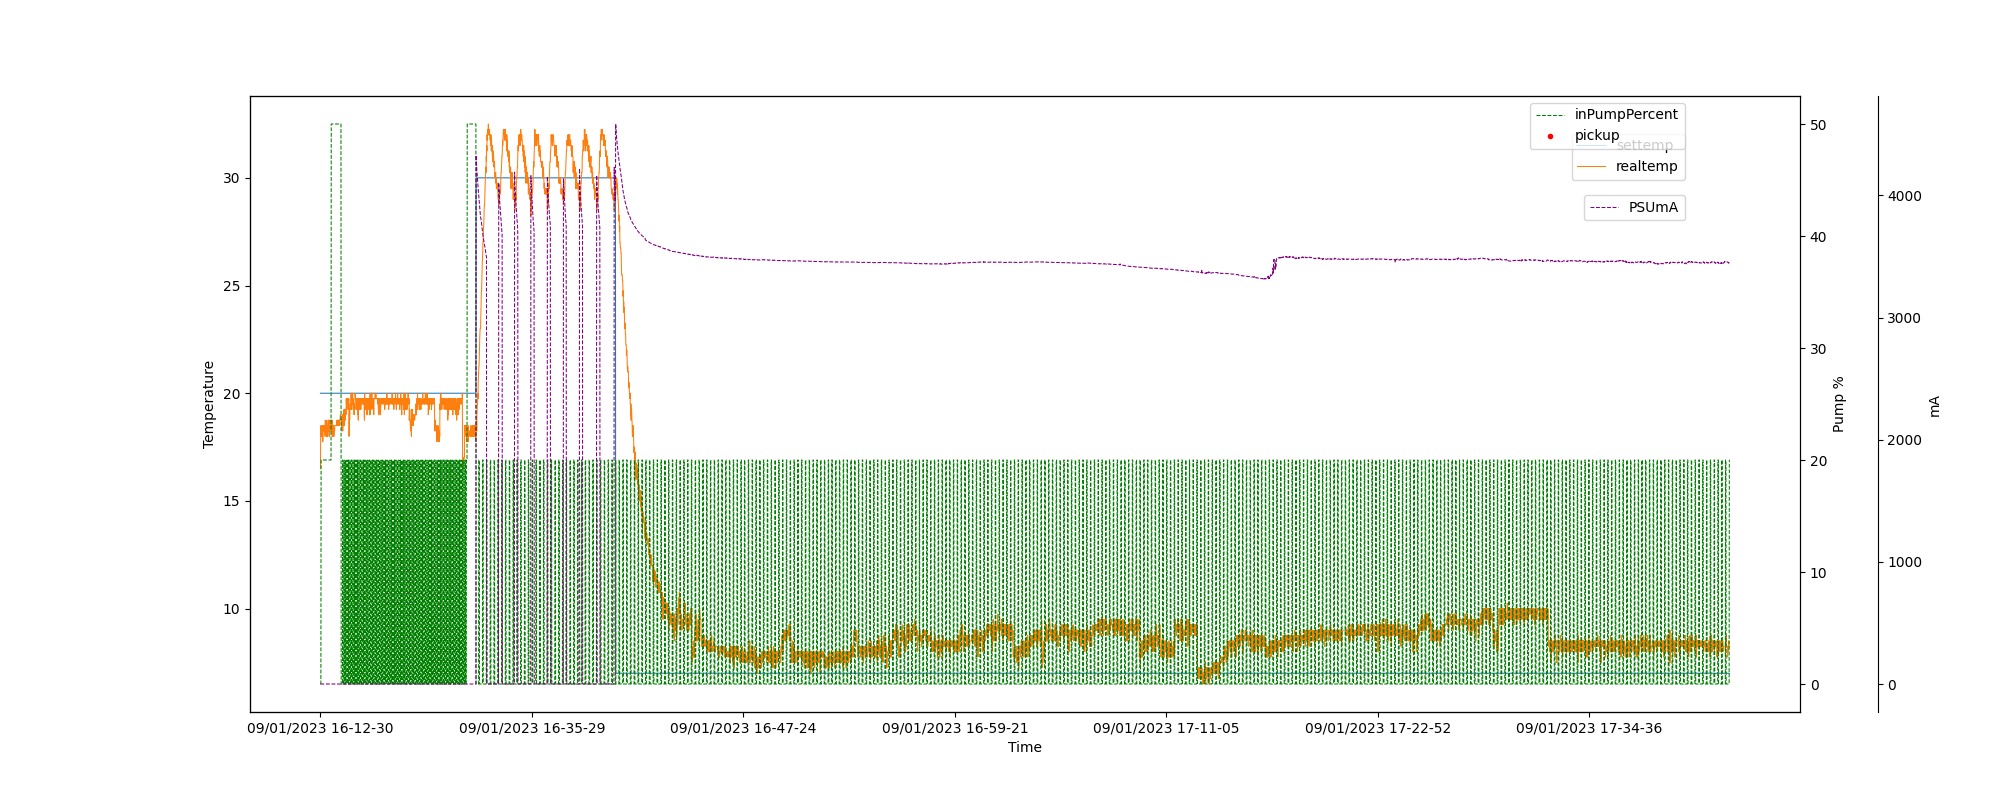 inPumpPercent
pickup
settemp
realtemp
PSUmA
30
25
20
15
10
Temperature
50
40
30
20
10
0
Pump %
4000
3000
2000
1000
0
mA
09/01/2023 16-12-30
09/01/2023 16-35-29
09/01/2023 16-47-24
09/01/2023 16-59-21
09/01/2023 17-11-05
09/01/2023 17-22-52
09/01/2023 17-34-36
Time